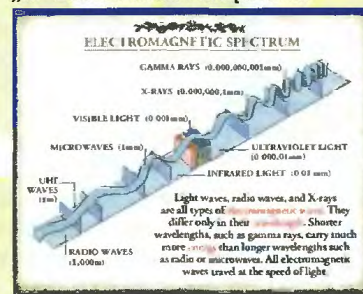 ELECTROMAGNETIC SPECTRUM
GAMMA RAYS (0.000,000,001mm)
X-RAYS (0.000,000,1mm)
VISIBLE LIGHT (0.001mm)
MICROWAVES (1mm)
ULTRAVIOLET LIGHT
(0.000,01mm)
INFRARED LIGHT (0.01 mm)
UHF
WAVES
(1m)
RADIO WAVES
(1,000m)
Light waves, radio waves, and X-rays
are all types of electromagnetic wave. They
differ only in their wavelength. Shorter
wavelengths, such as gamma rays, carry much
more energy than longer wavelengths such
as radio or microwaves. All electromagnetic
waves travel at the speed of light.